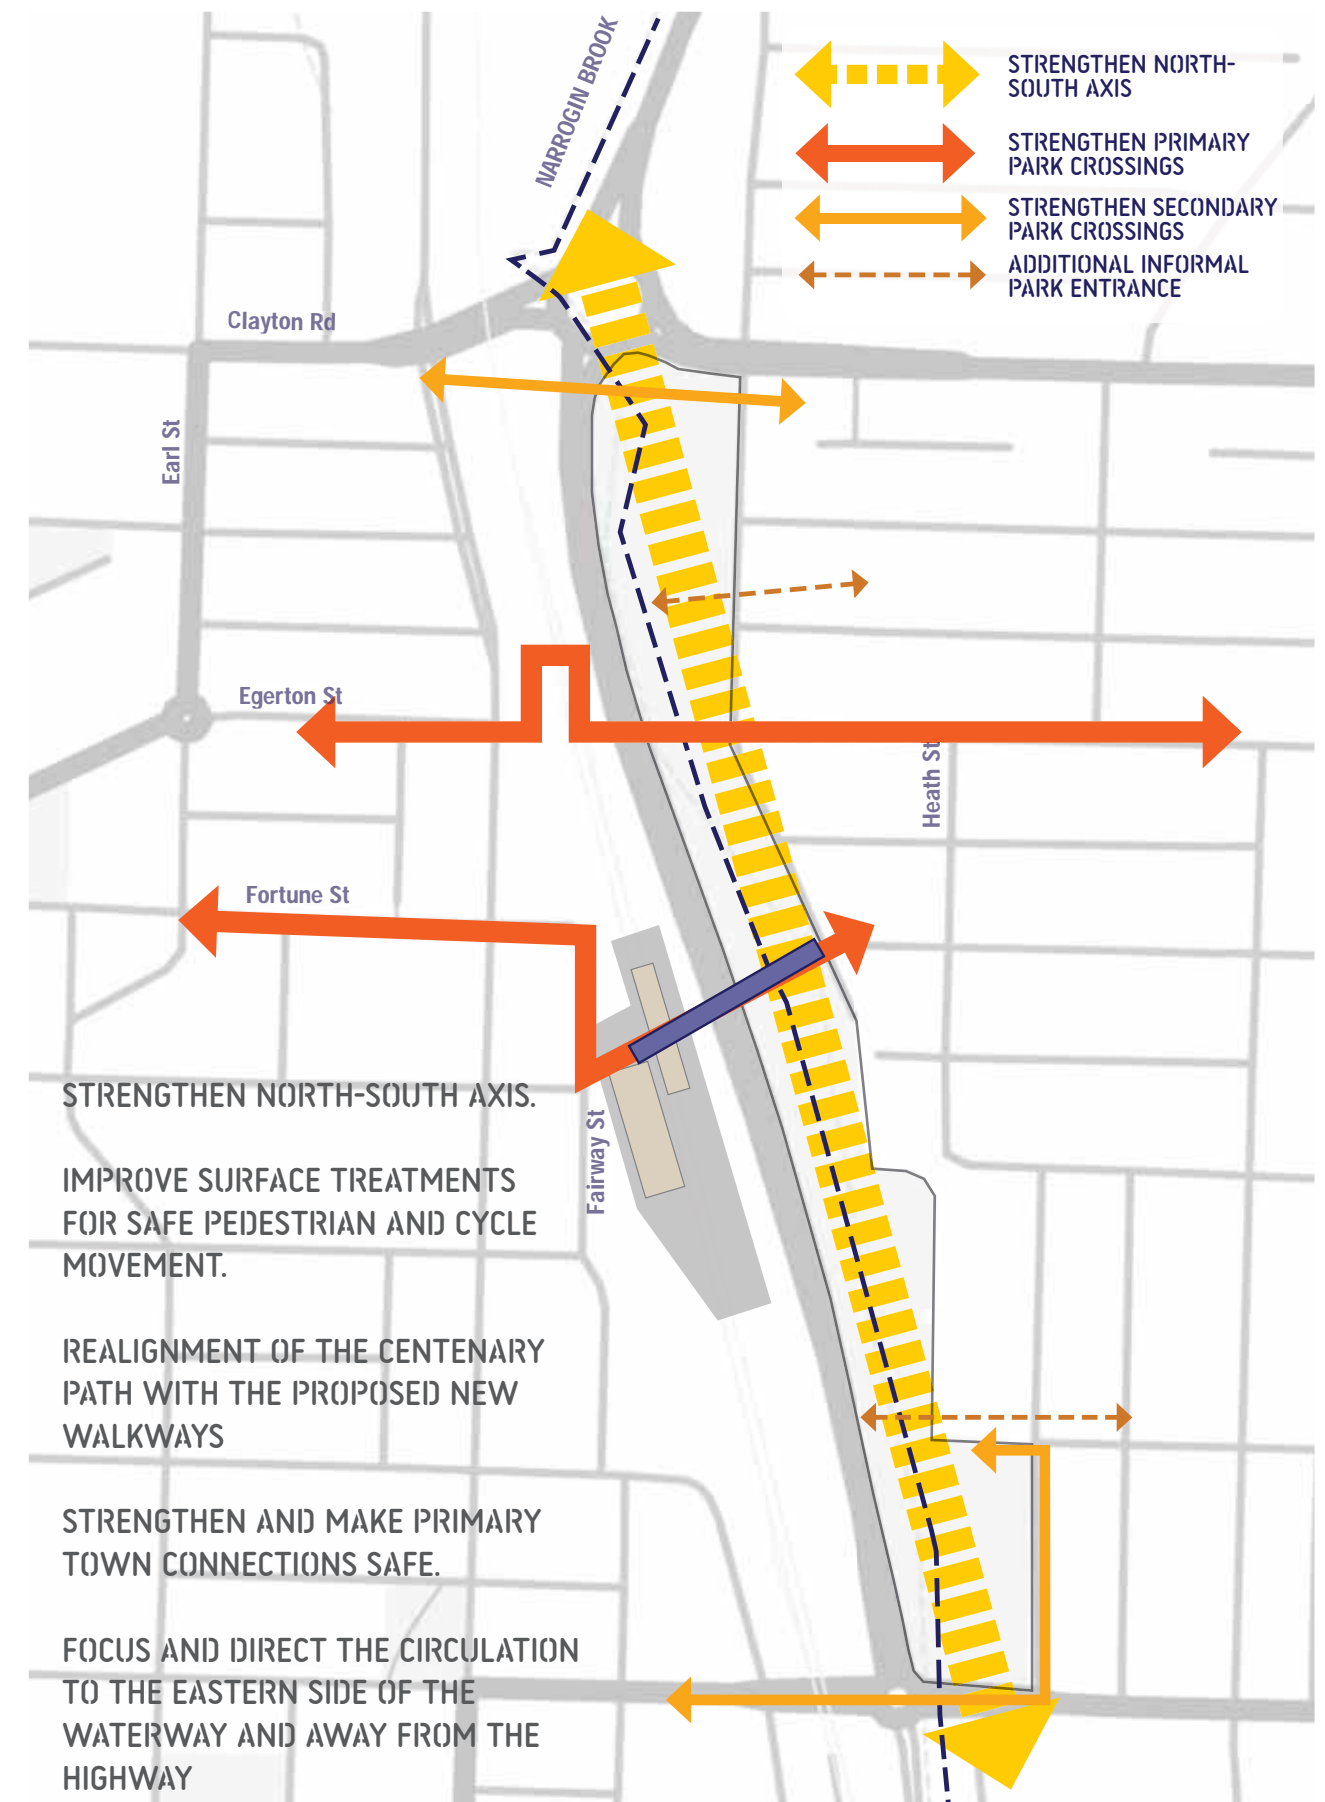 NARROGIN BROOK
STRENGTHEN NORTH-
SOUTH AXIS
STRENGTHEN PRIMARY
PARK CROSSINGS
STRENGTHEN SECONDARY
PARK CROSSINGS
ADDITIONAL INFORMAL
PARK ENTRANCE
Clayton Rd
Earl St
Egerton St
Heath St
Fortune St
Fairway St
STRENGTHEN NORTH-SOUTH AXIS.
IMPROVE SURFACE TREATMENTS
FOR SAFE PEDESTRIAN AND CYCLE
MOVEMENT.
REALIGNMENT OF THE CENTENARY
PATH WITH THE PROPOSED NEW
WALKWAYS
STRENGTHEN AND MAKE PRIMARY
TOWN CONNECTIONS SAFE.
FOCUS AND DIRECT THE CIRCULATION
TO THE EASTERN SIDE OF THE
WATERWAY AND AWAY FROM THE
HIGHWAY